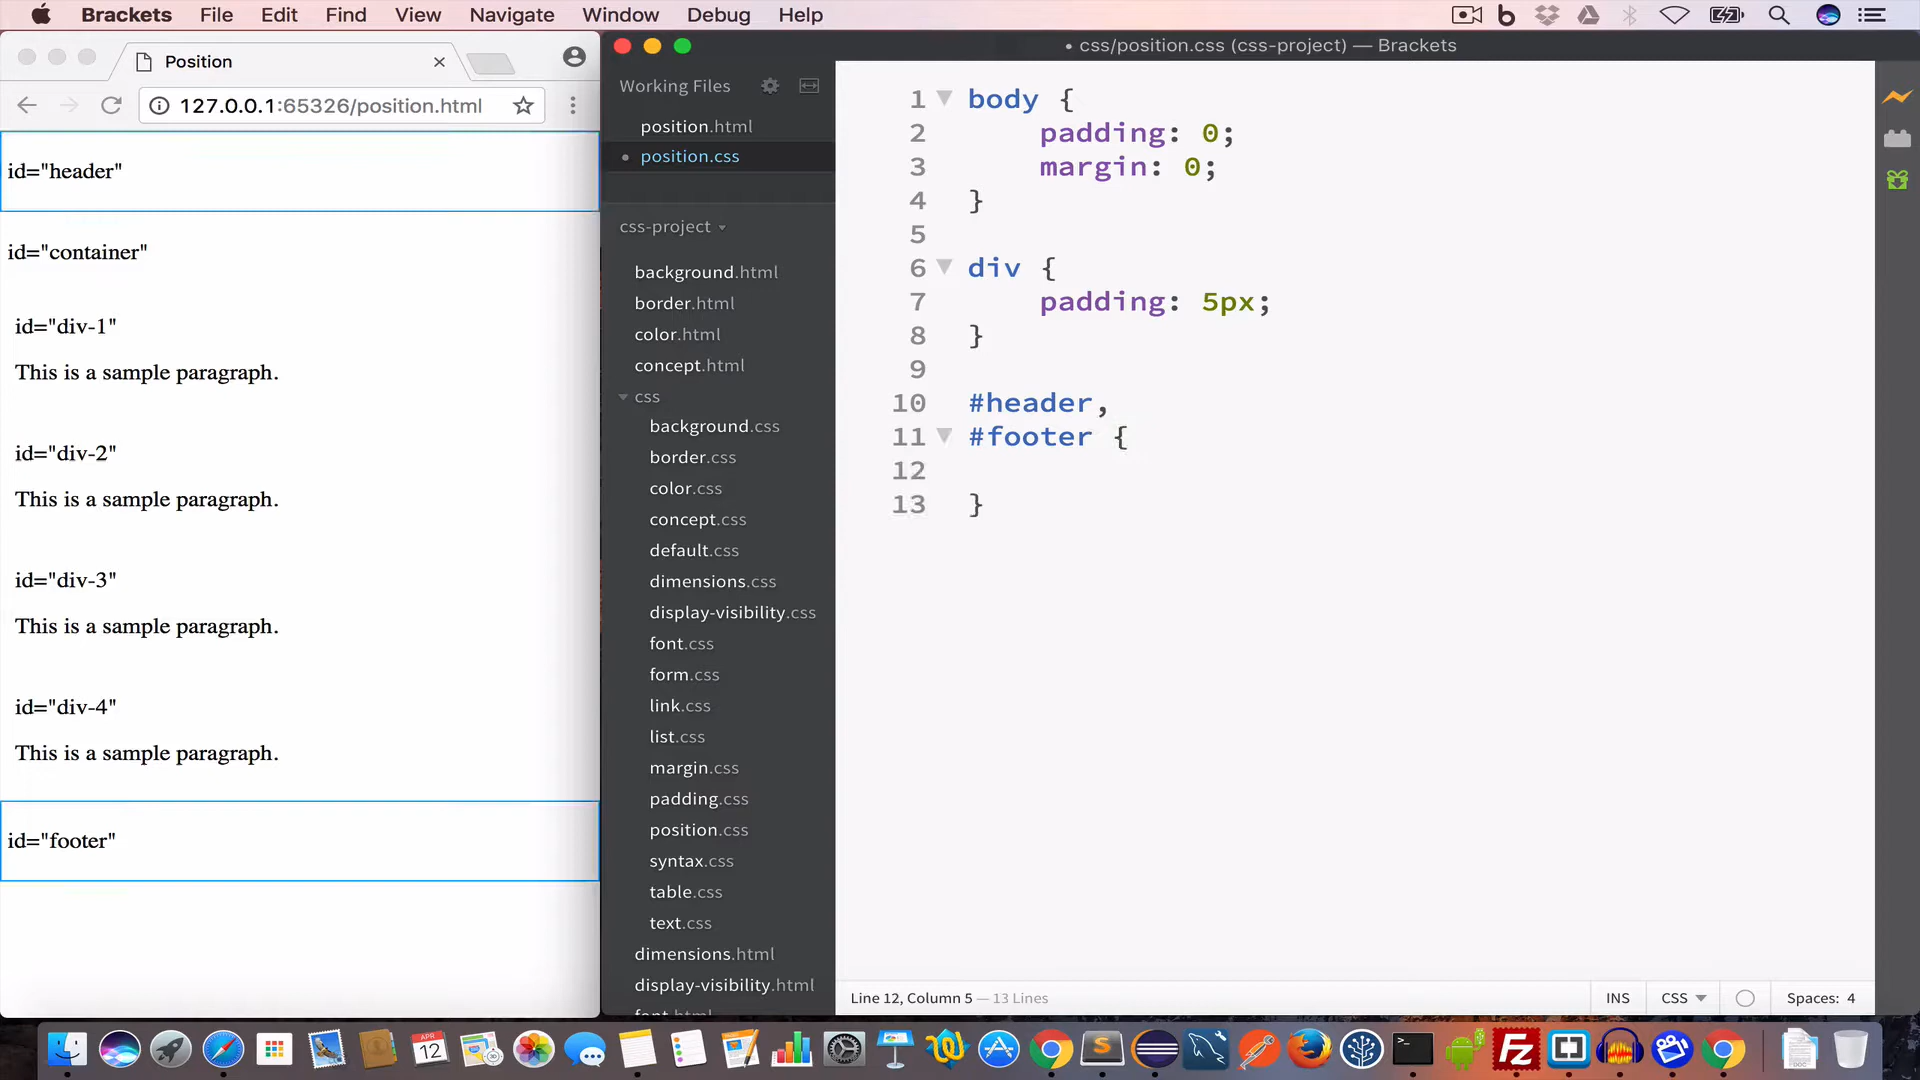 Brackets File Edit Find View Navigate Window Debug Help
Position
127.0.0.1:65326/position.html
id="header"
id="container"
id="div-1"
This is a sample paragraph.
id="div-2"
This is a sample paragraph.
id="div-3"
This is a sample paragraph.
id="div-4"
This is a sample paragraph.
id="footer"
• css/position.css (css-project) — Brackets
Working Files
position.html
position.css
css-project
background.html
border.html
color.html
concept.html
css
background.css
border.css
color.css
concept.css
default.css
dimensions.css
display-visibility.css
font.css
form.css
link.css
list.css
margin.css
padding.css
position.css
syntax.css
table.css
text.css
dimensions.html
display-visibility.html
font.html
1 body {
2 padding: 0;
3 margin: 0;
4 }
5
6 div {
7 padding: 5px;
8 }
9
10 #header,
11 #footer {
12
13 }
Line 12, Column 5 — 13 Lines
INS CSS Spaces: 4
APR
12